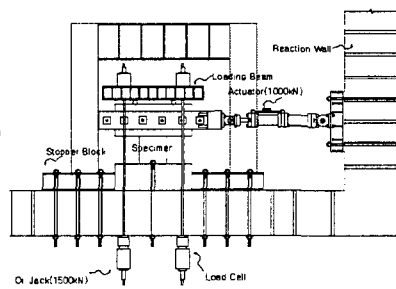 Reaction Wall
Loading Beam
Actuator(1000kN)
Stopper Block
Specimen
Oil Jack(1500kN)
Load Cell